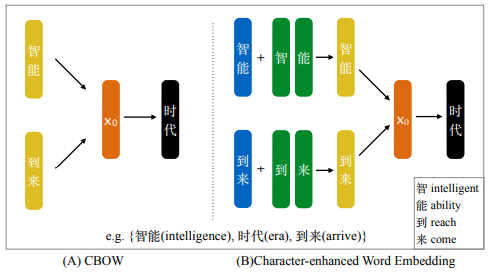 智能
到来
x₀
时代
(A) CBOW
智能 + 智 能
智能
到来 + 到 来
到来
x₀
时代
智 intelligent
能 ability
到 reach
来 come
e.g. {智能(intelligence), 时代(era), 到来(arrive)}
(B)Character-enhanced Word Embedding